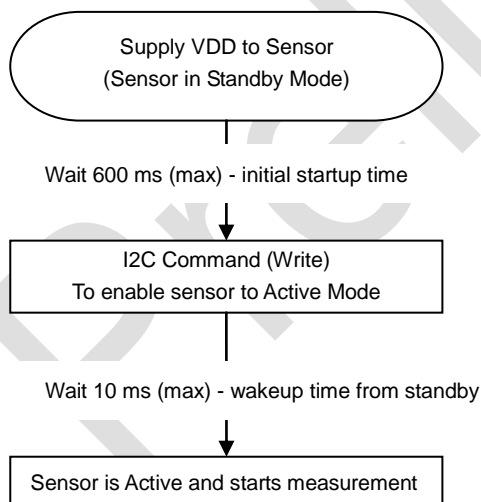 Supply VDD to Sensor
(Sensor in Standby Mode)
Wait 600 ms (max) - initial startup time
I2C Command (Write)
To enable sensor to Active Mode
Wait 10 ms (max) - wakeup time from standby
Sensor is Active and starts measurement